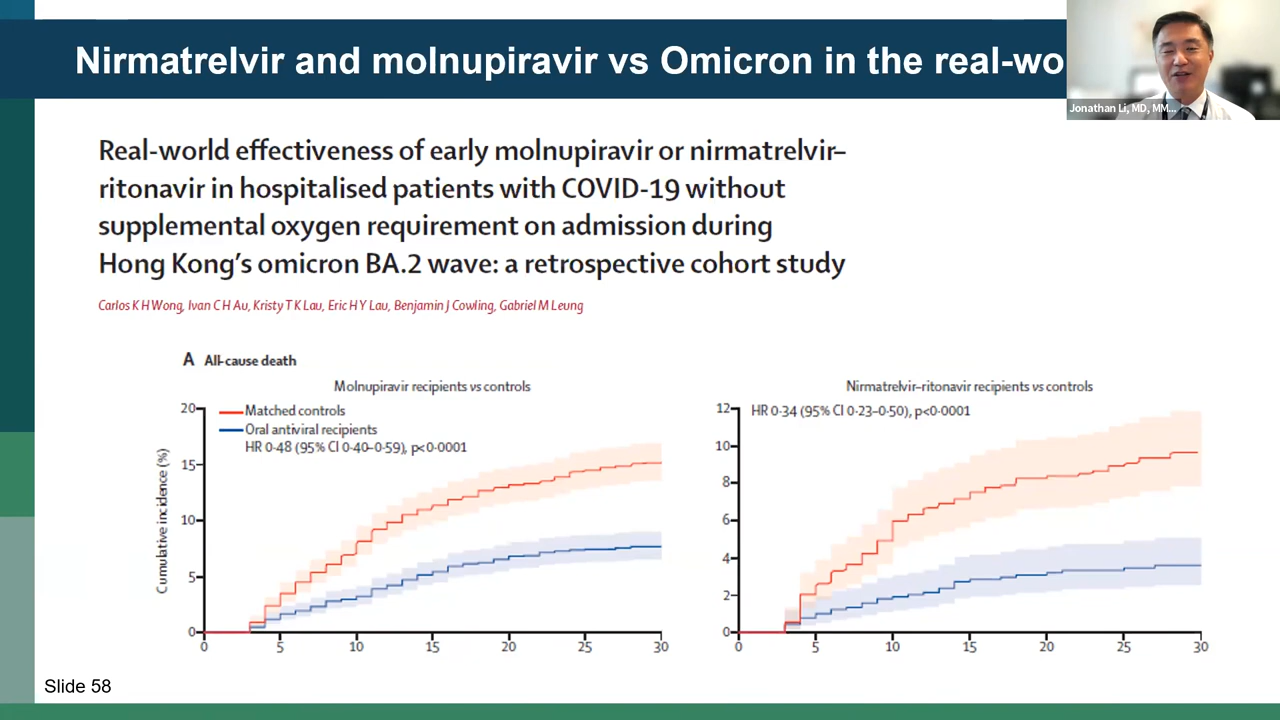 Nirmatrelvir and molnupiravir vs Omicron in the real-wo
Jonathan Li, MD, MM...
Real-world effectiveness of early molnupiravir or nirmatrelvir–
ritonavir in hospitalised patients with COVID-19 without
supplemental oxygen requirement on admission during
Hong Kong's omicron BA.2 wave: a retrospective cohort study
Carlos K H Wong, Ivan C H Au, Kristy T K Lau, Eric H Y Lau, Benjamin J Cowling, Gabriel M Leung
A All-cause death
Molnupiravir recipients vs controls
Matched controls
Oral antiviral recipients
HR 0·48 (95% CI 0·40–0·59), p<0·0001
Cumulative incidence (%)
20
15
10
5
0
0 5 10 15 20 25 30
Nirmatrelvir–ritonavir recipients vs controls
HR 0·34 (95% CI 0·23–0·50), p<0·0001
12
10
8
6
4
2
0
0 5 10 15 20 25 30
Slide 58